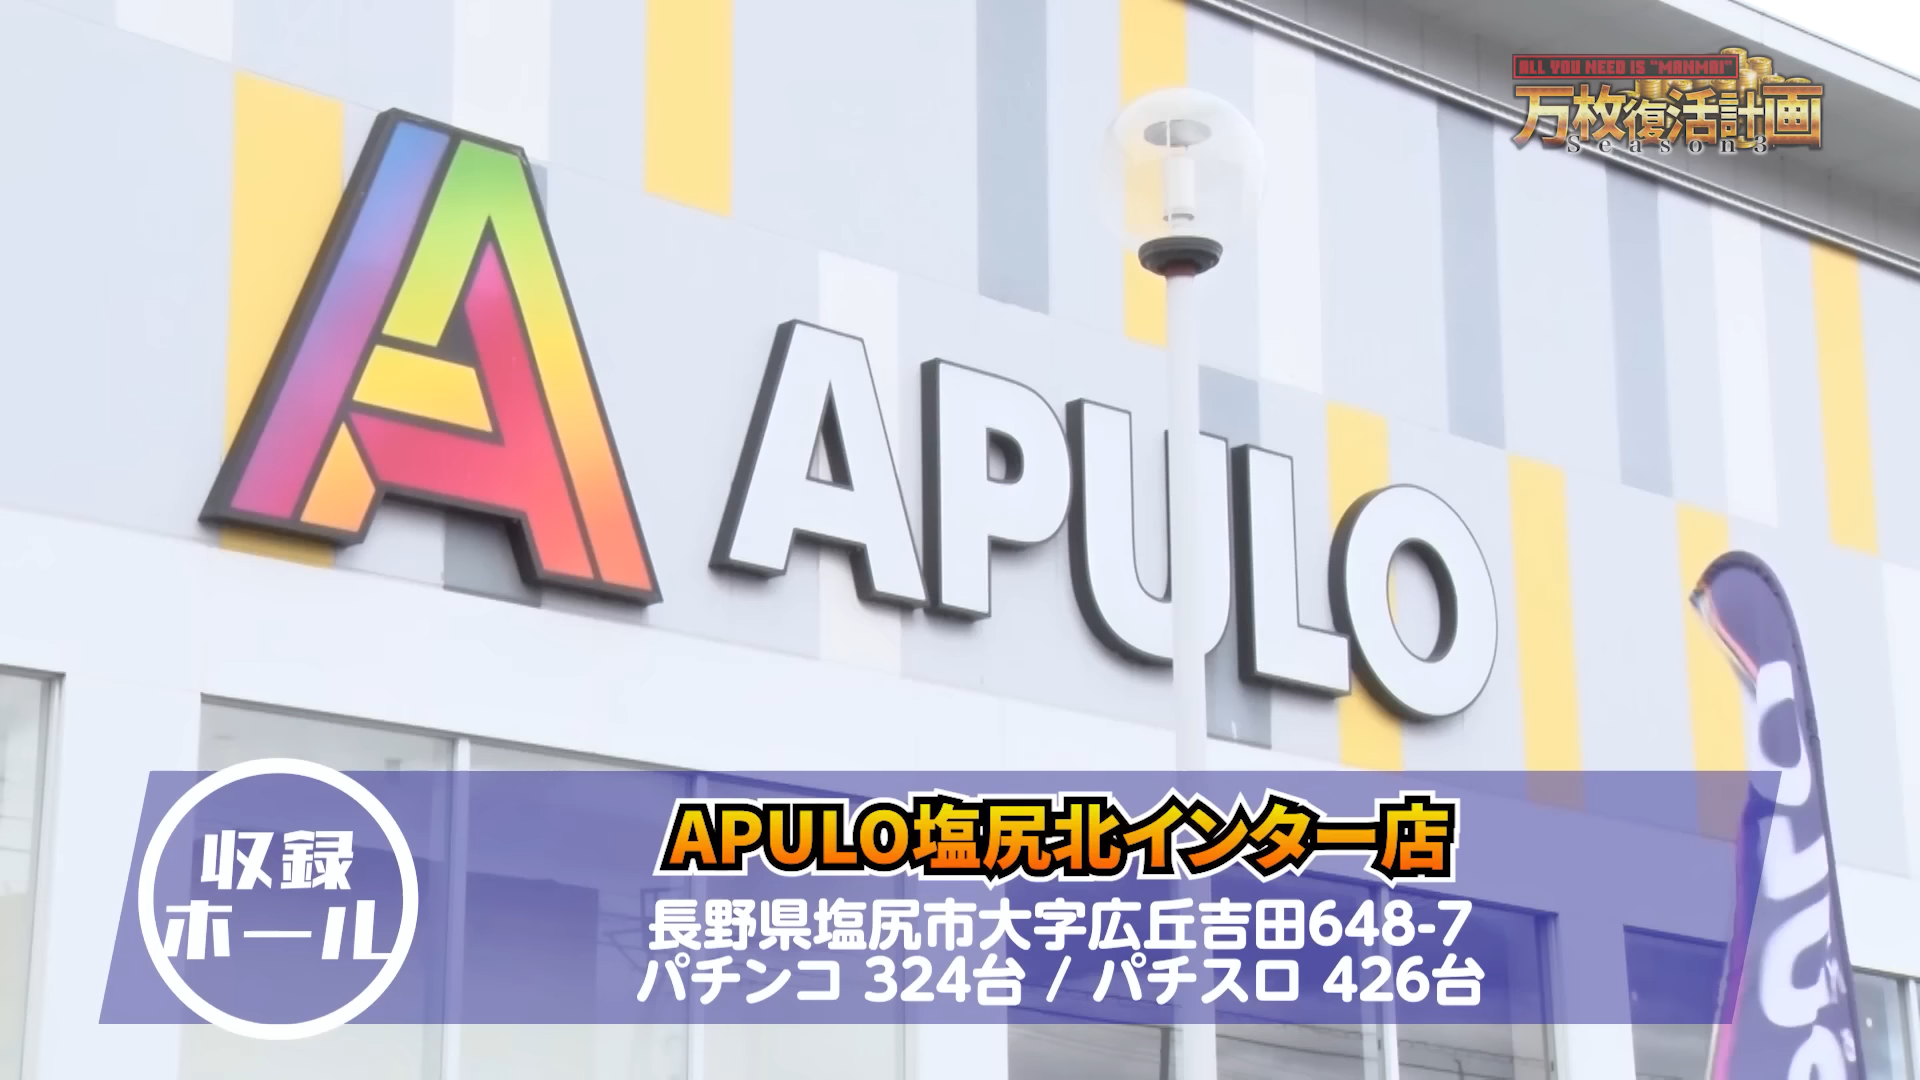 ALL YOU NEED IS "MANMAI"
万枚復活計画
Season3
A APULO
収録
ホール
APULO塩尻北インター店
長野県塩尻市大字広丘吉田648-7
パチンコ 324台 / パチスロ 426台